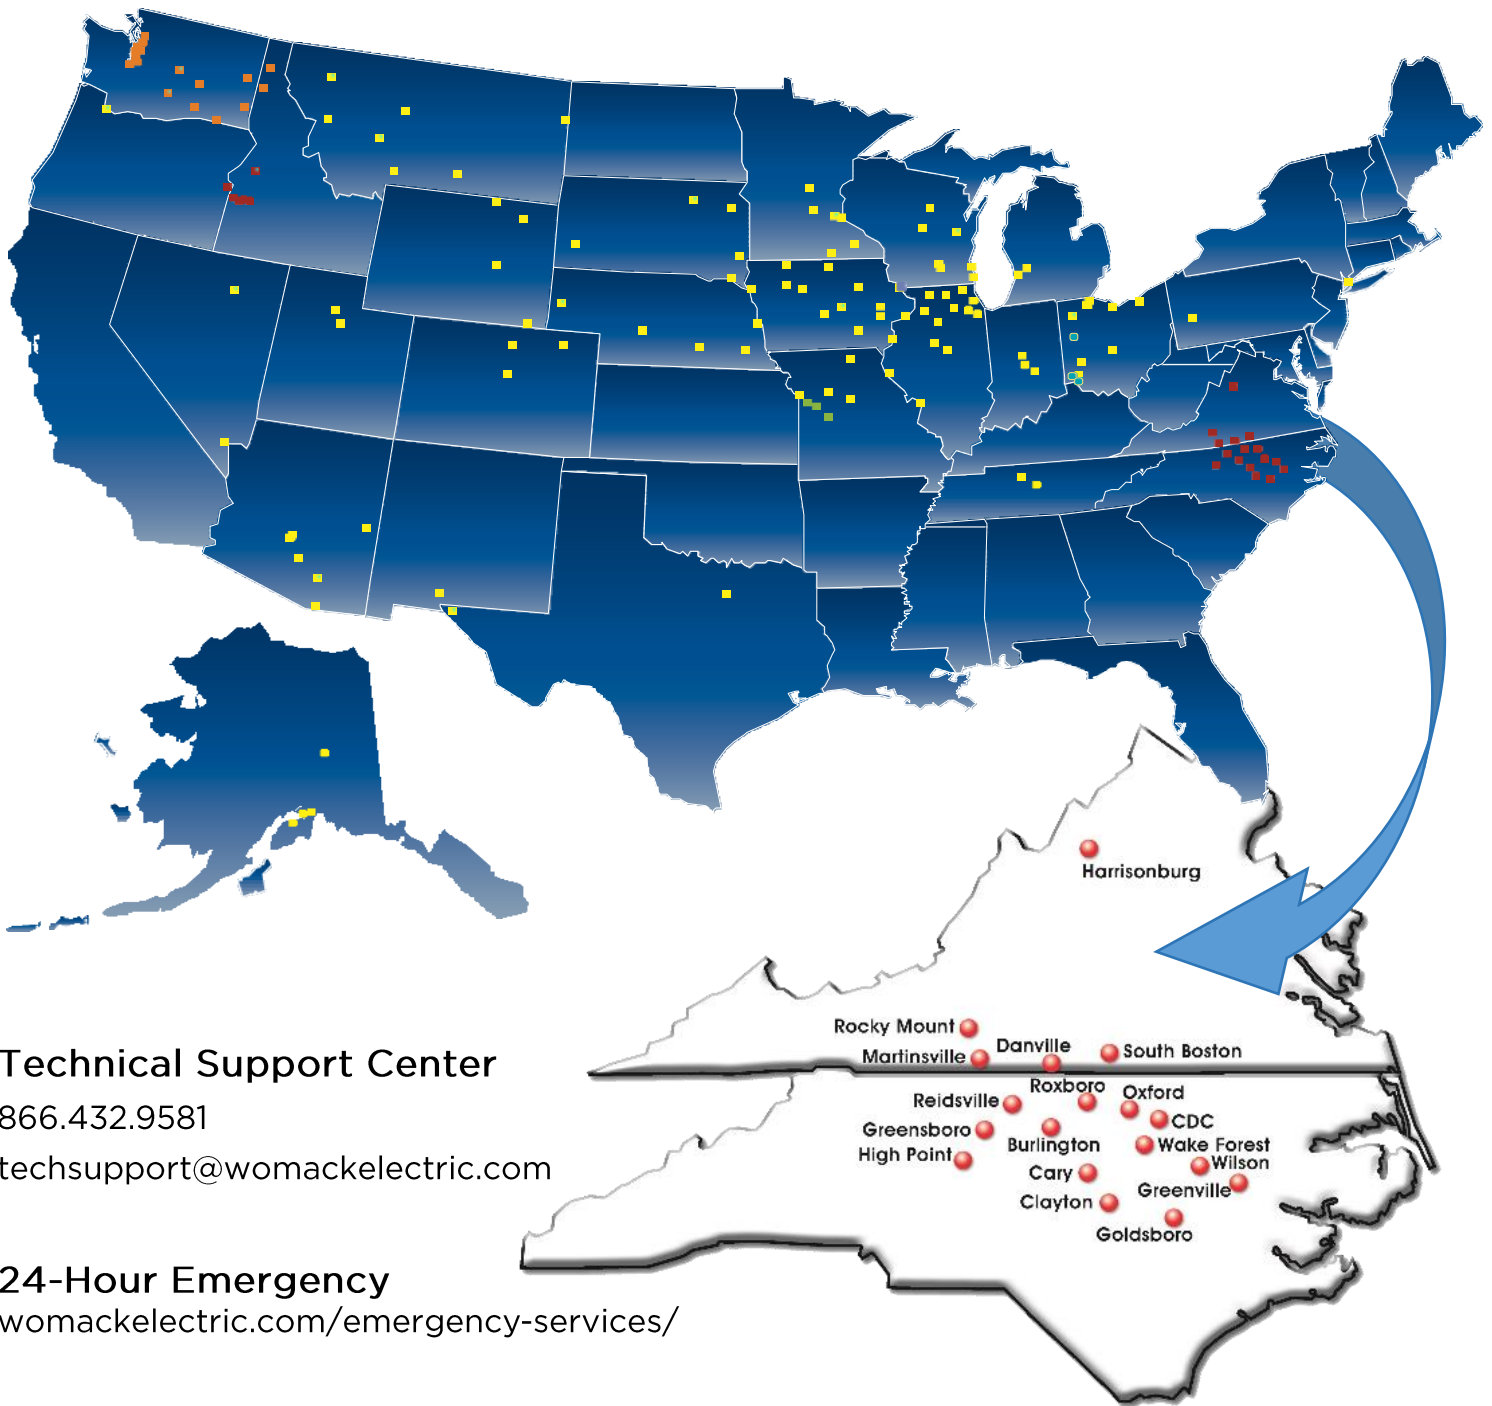 Harrisonburg
Rocky Mount
Danville
Martinsville
South Boston
Roxboro
Oxford
Reidsville
CDC
Greensboro
Burlington
Wake Forest
High Point
Wilson
Cary
Greenville
Clayton
Goldsboro
Technical Support Center
866.432.9581
techsupport@womackelectric.com
24-Hour Emergency
womackelectric.com/emergency-services/